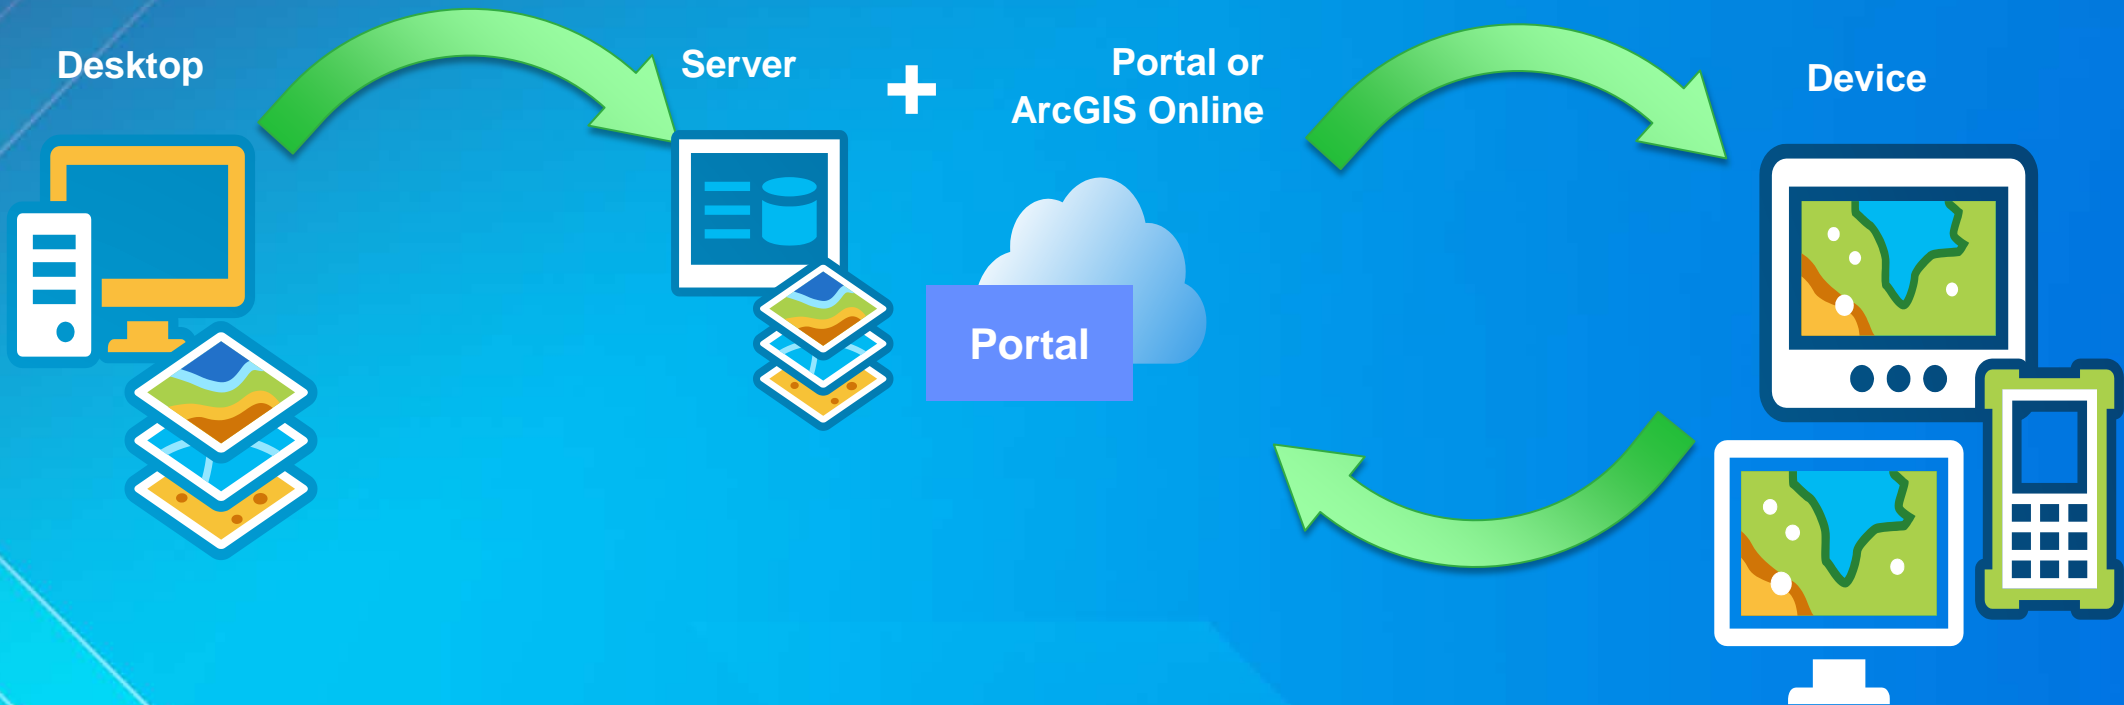 Desktop
Server
+
Portal or
ArcGIS Online
Device
Portal